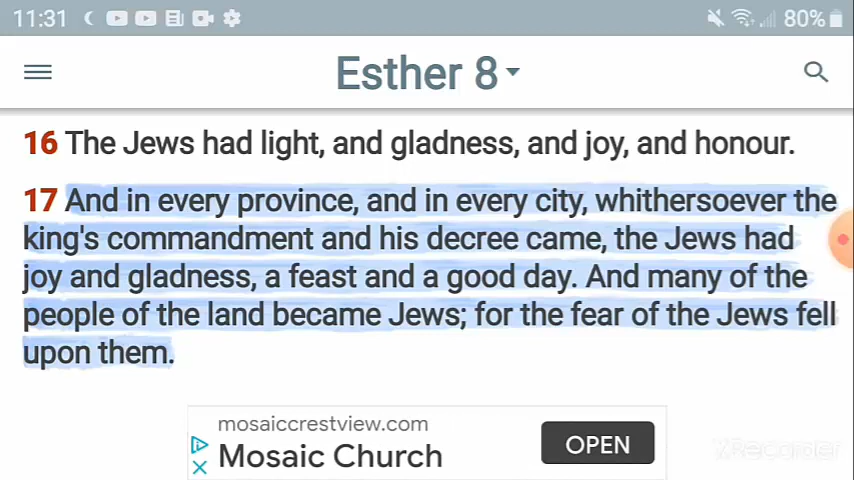 11:31 80%
Esther 8
16 The Jews had light, and gladness, and joy, and honour.
17 And in every province, and in every city, whithersoever the
king's commandment and his decree came, the Jews had
joy and gladness, a feast and a good day. And many of the
people of the land became Jews; for the fear of the Jews fell
upon them.
mosaiccrestview.com
Mosaic Church
OPEN
XRecorder